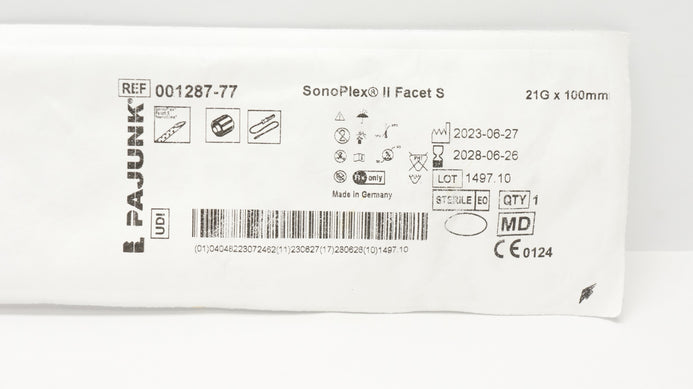 REF 001287-77
SonoPlex® II Facet S
21G x 100mm
PAJUNK®
2023-06-27
2028-06-26
LOT 1497.10
Rx only
Made in Germany
STERILE EO
QTY 1
UDI
MD
(01)04048223072462(11)230627(17)280626(10)1497.10
CE 0124